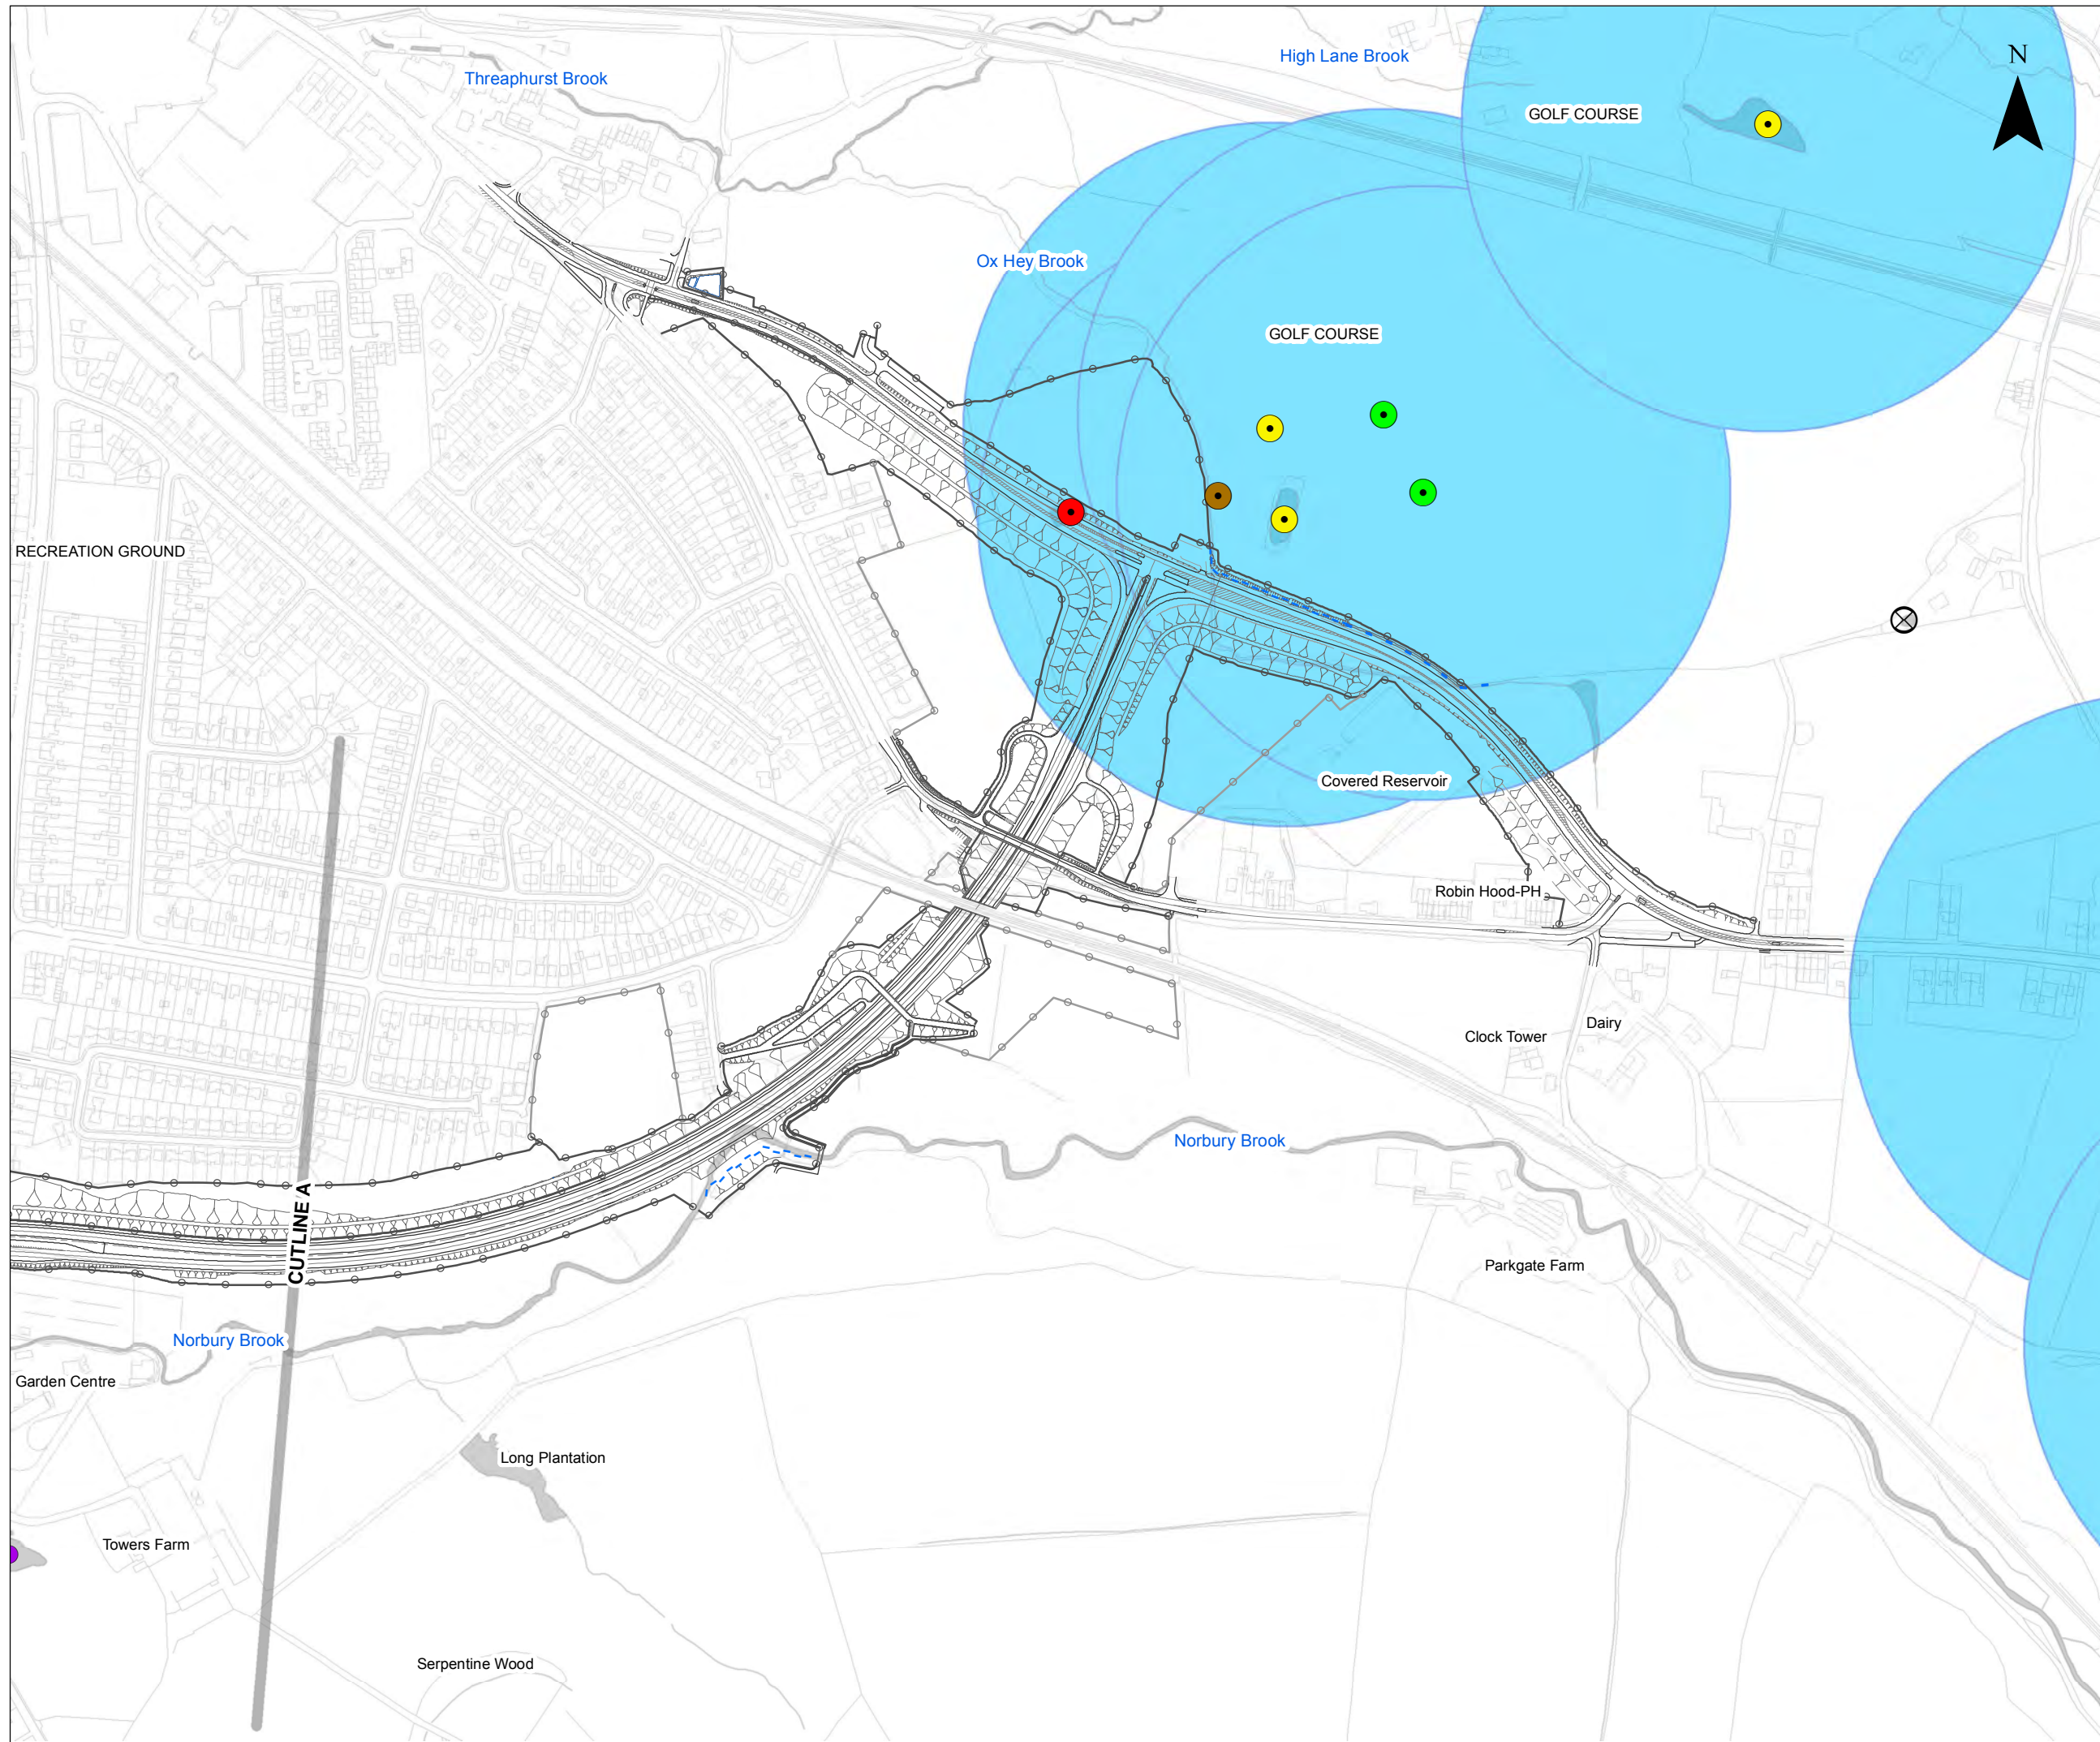 High Lane Brook
N
Threaphurst Brook
GOLF COURSE
Ox Hey Brook
GOLF COURSE
RECREATION GROUND
Covered Reservoir
Robin Hood-PH
Dairy
Clock Tower
Norbury Brook
CUTLINE A
Parkgate Farm
Norbury Brook
Garden Centre
Long Plantation
Towers Farm
Serpentine Wood